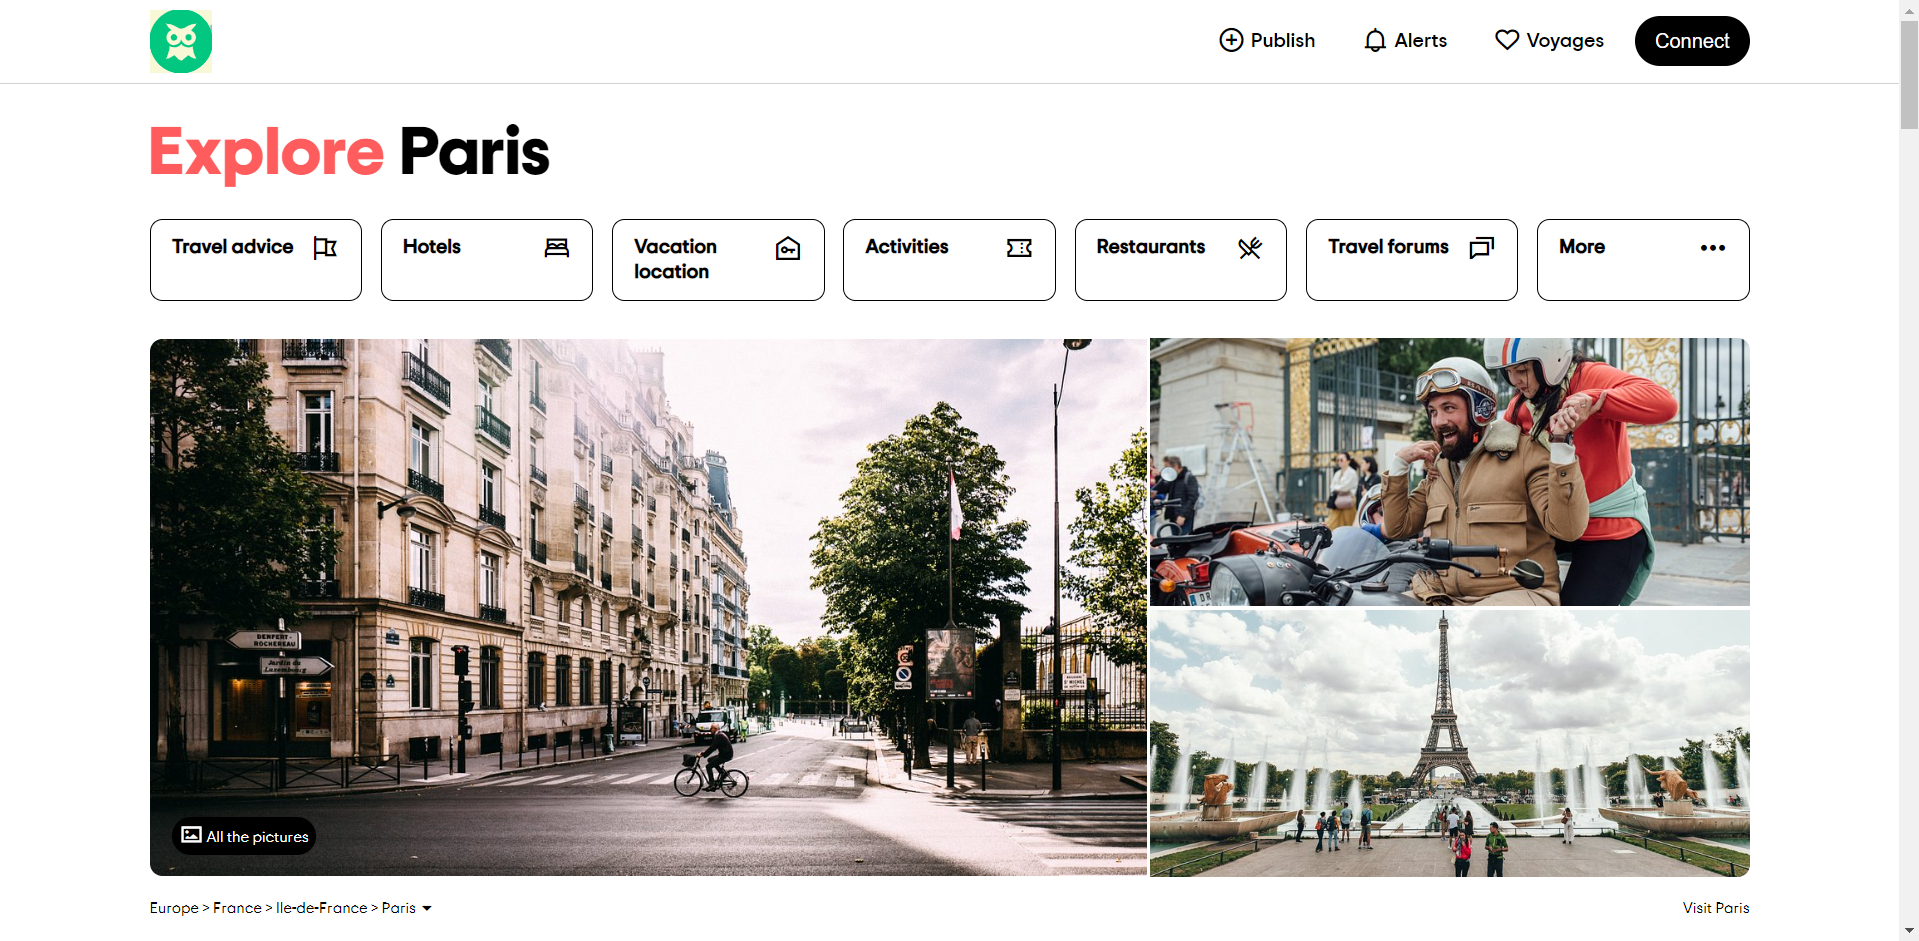 Publish
Alerts
Voyages
Connect
Explore Paris
Travel advice
Hotels
Vacation
location
Activities
Restaurants
Travel forums
More
DENFERT-
ROCHEREAU
Jardin du
Luxembourg
All the pictures
Europe > France > Ile-de-France > Paris
Visit Paris